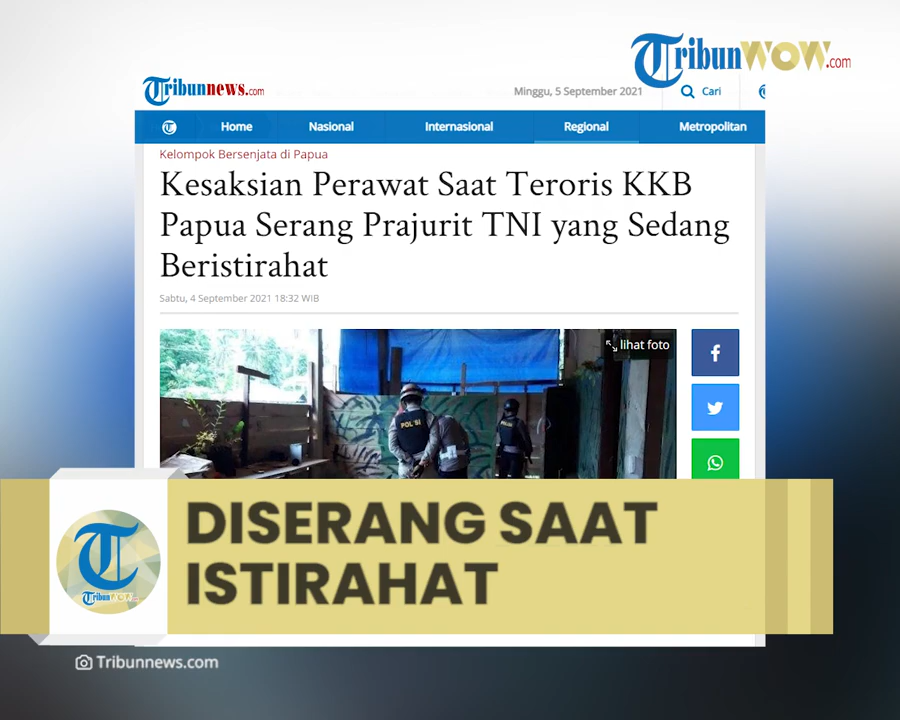 TribunWOW.com
Tribunnews.com
Minggu, 5 September 2021
Cari
Home Nasional Internasional Regional Metropolitan
Kelompok Bersenjata di Papua
Kesaksian Perawat Saat Teroris KKB
Papua Serang Prajurit TNI yang Sedang
Beristirahat
Sabtu, 4 September 2021 18:32 WIB
lihat foto
POLISI
DISERANG SAAT
ISTIRAHAT
TribunWOW.com
Tribunnews.com